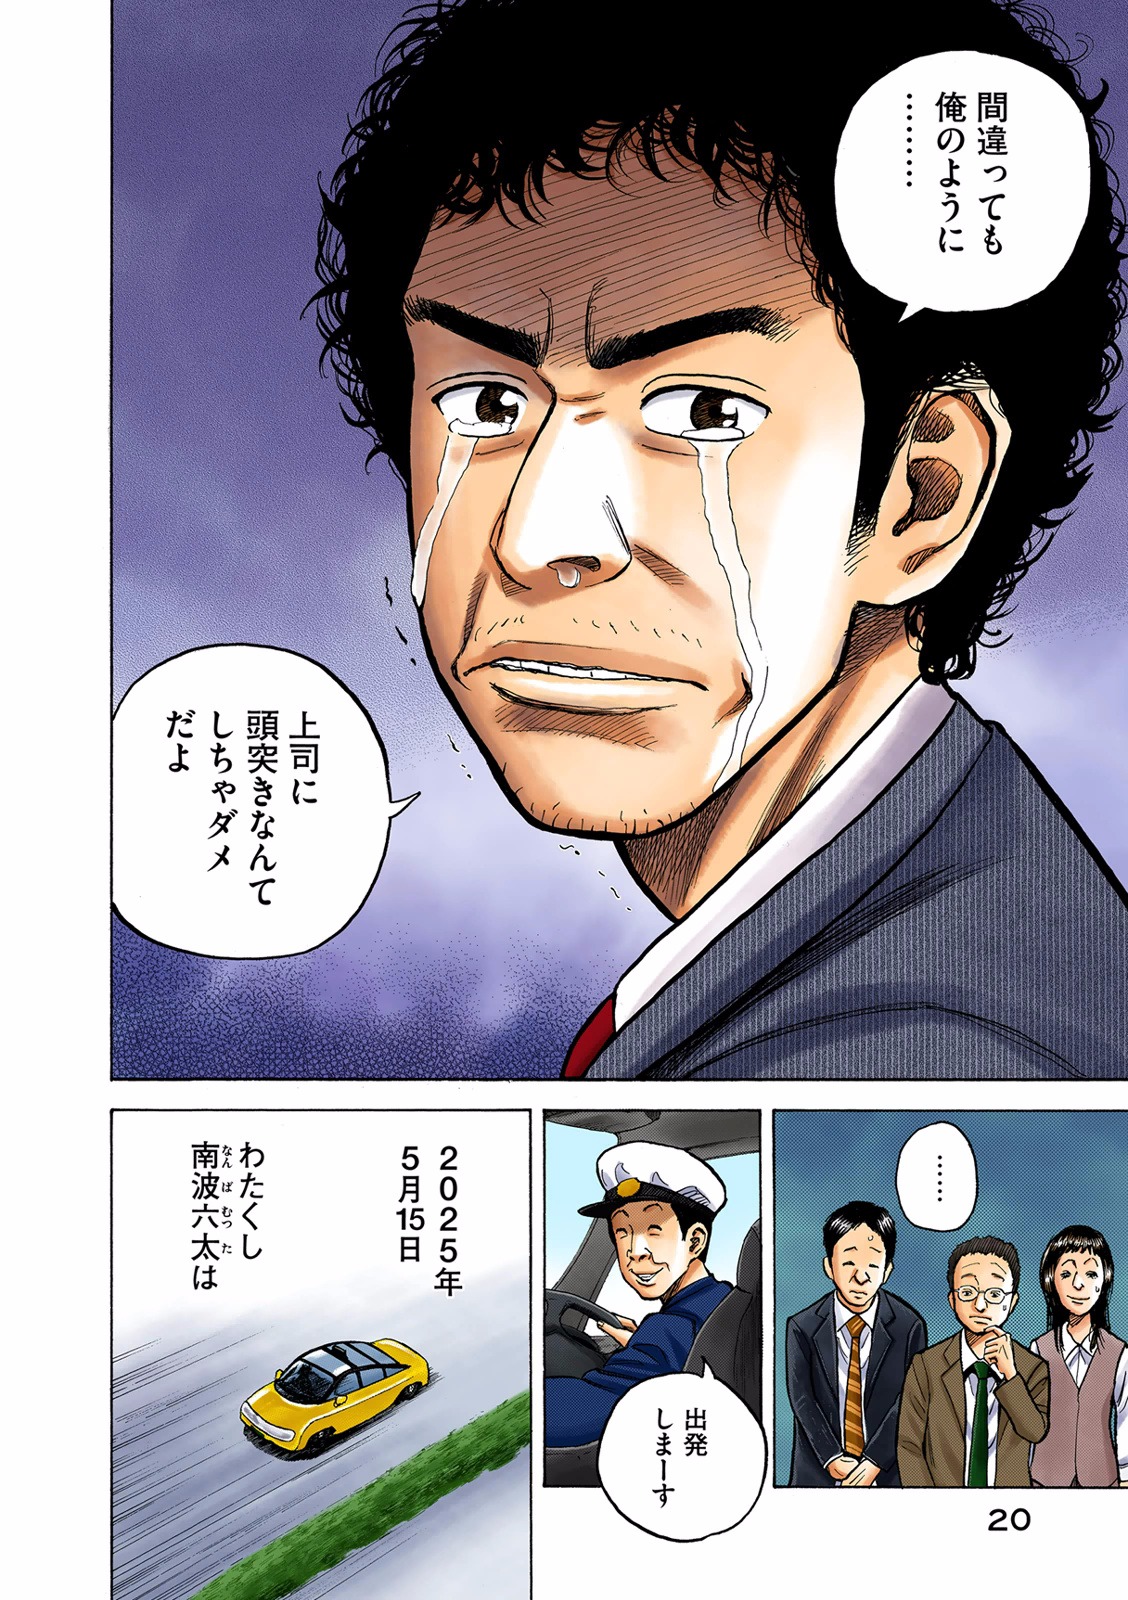 間違っても
俺のように
………
上司に
頭突きなんて
しちゃダメ
だよ
……
出発
しまーす
2025年
5月15日
わたくし
南波六太は
なんばむった
20